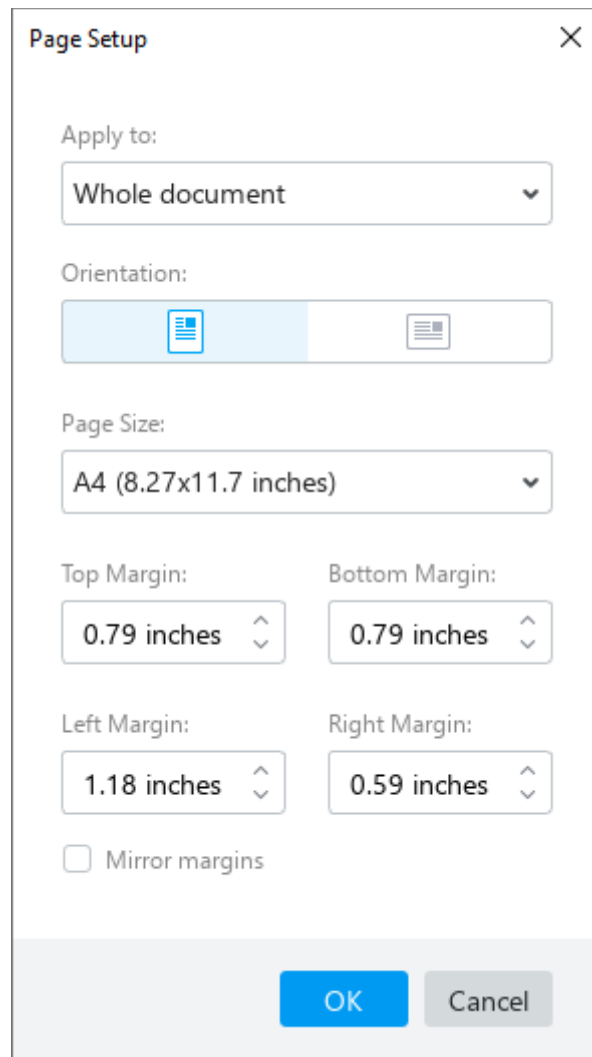 Page Setup
Apply to:
Whole document
Orientation:
Page Size:
A4 (8.27x11.7 inches)
Top Margin: Bottom Margin:
0.79 inches 0.79 inches
Left Margin: Right Margin:
1.18 inches 0.59 inches
Mirror margins
OK Cancel